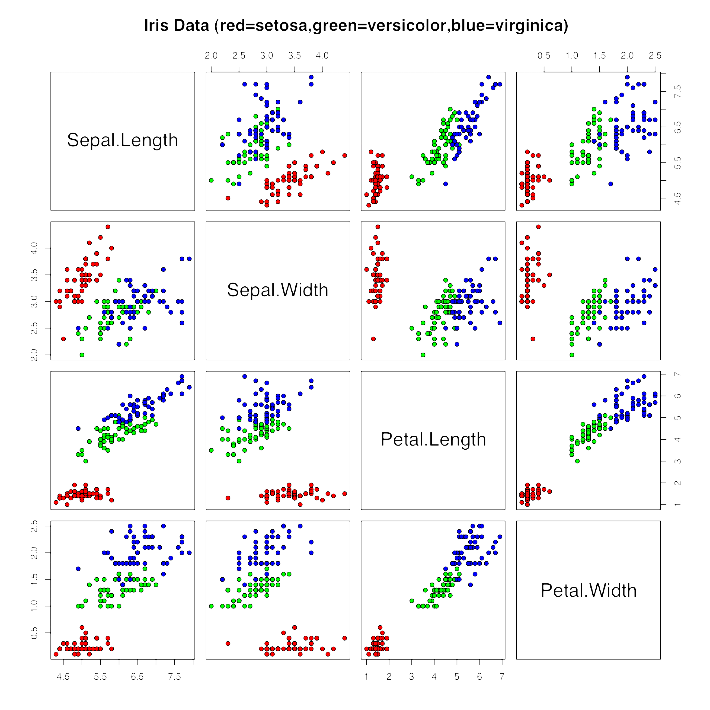 Iris Data (red=setosa,green=versicolor,blue=virginica)
2.0 2.5 3.0 3.5 4.0
0.5 1.0 1.5 2.0 2.5
Sepal.Length
4.5 5.5 6.5 7.5
2.0 2.5 3.0 3.5 4.0
Sepal.Width
Petal.Length
1 2 3 4 5 6 7
0.5 1.0 1.5 2.0 2.5
Petal.Width
4.5 5.5 6.5 7.5
1 2 3 4 5 6 7